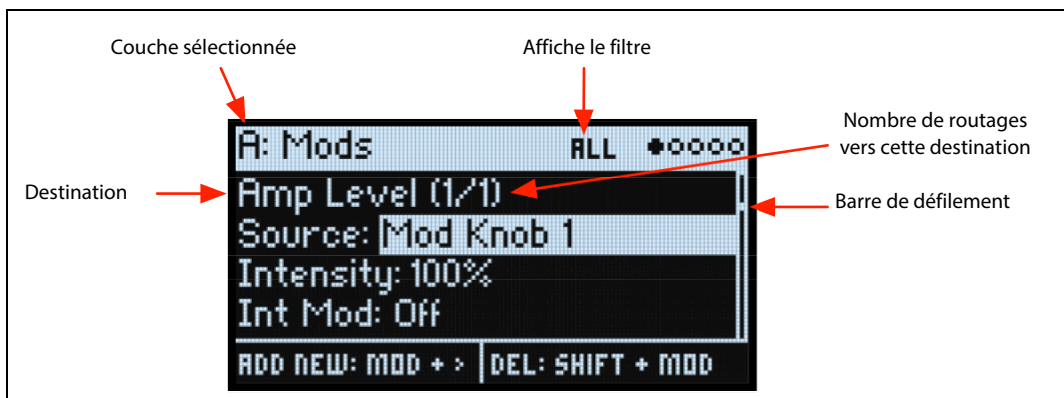 Couche sélectionnée
Affiche le filtre
Nombre de routages
vers cette destination
Destination
Barre de défilement
A: Mods ALL
Amp Level (1/1)
Source: Mod Knob 1
Intensity: 100%
Int Mod: Off
ADD NEW: MOD + > DEL: SHIFT + MOD